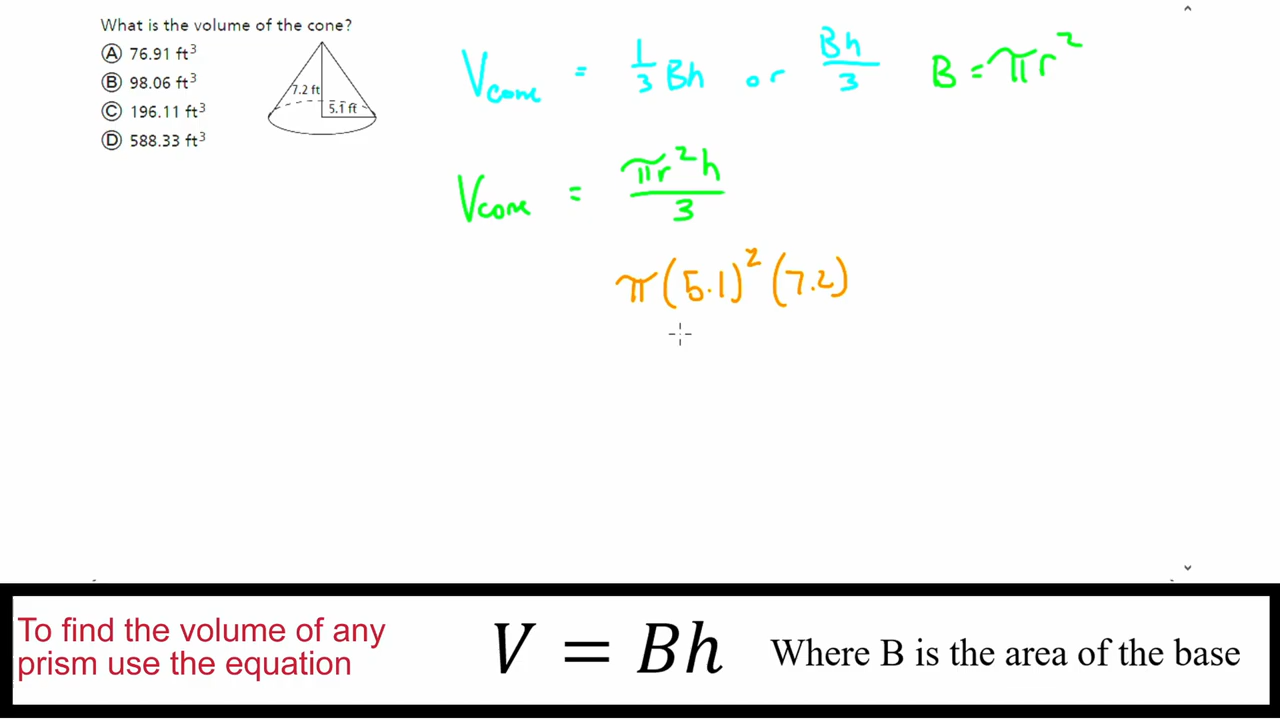 What is the volume of the cone?
Ⓐ 76.91 ft³
Ⓑ 98.06 ft³
Ⓒ 196.11 ft³
Ⓓ 588.33 ft³
7.2 ft
5.1 ft
V_cone = 1/3 Bh or Bh/3 B = πr²
V_cone = πr²h/3
π(5.1)²(7.2)
To find the volume of any
prism use the equation
V = Bh
Where B is the area of the base